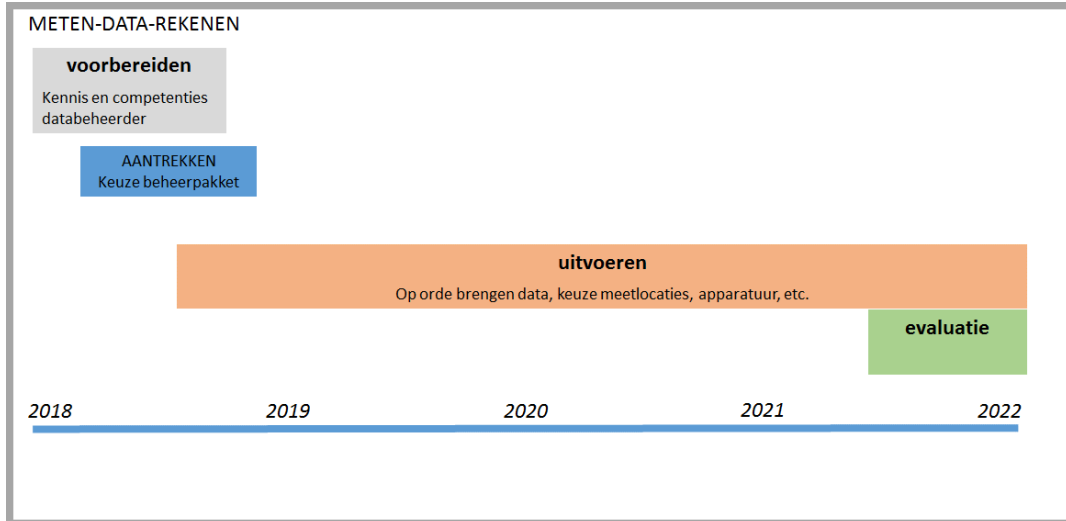 METEN-DATA-REKENEN
voorbereiden
Kennis en competenties
databeheerder
AANTREKKEN
Keuze beheerpakket
uitvoeren
Op orde brengen data, keuze meetlocaties, apparatuur, etc.
evaluatie
2018 2019 2020 2021 2022